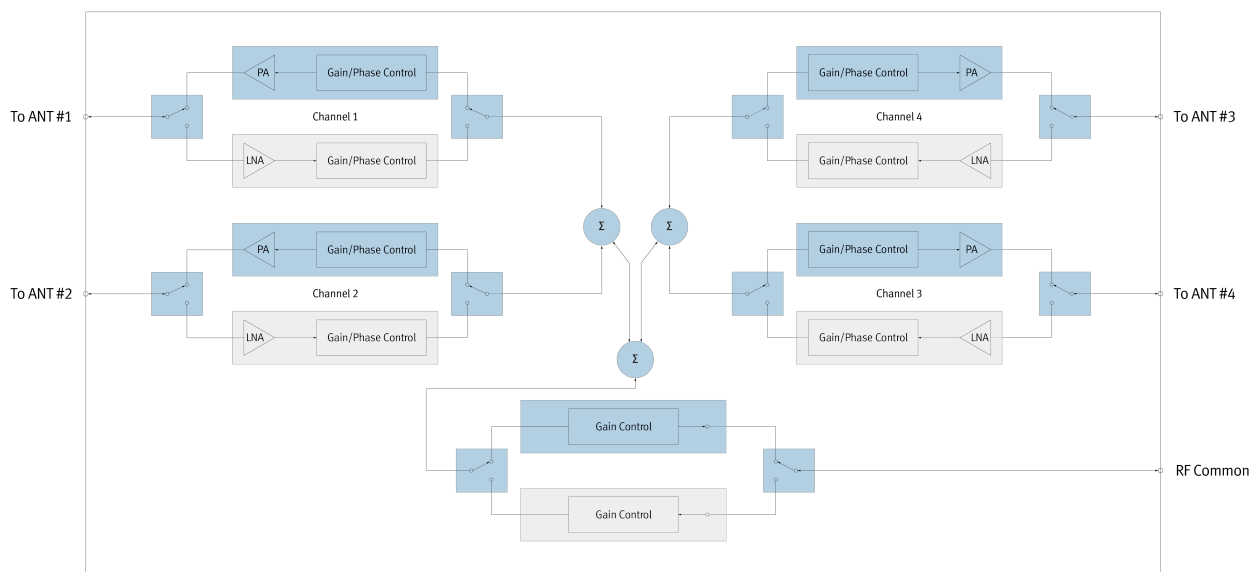 PA
Gain/Phase Control
Gain/Phase Control
PA
To ANT #1
Channel 1
Channel 4
To ANT #3
LNA
Gain/Phase Control
Gain/Phase Control
LNA
Σ
Σ
PA
Gain/Phase Control
Gain/Phase Control
PA
To ANT #2
Channel 2
Channel 3
To ANT #4
LNA
Gain/Phase Control
Gain/Phase Control
LNA
Σ
Gain Control
RF Common
Gain Control